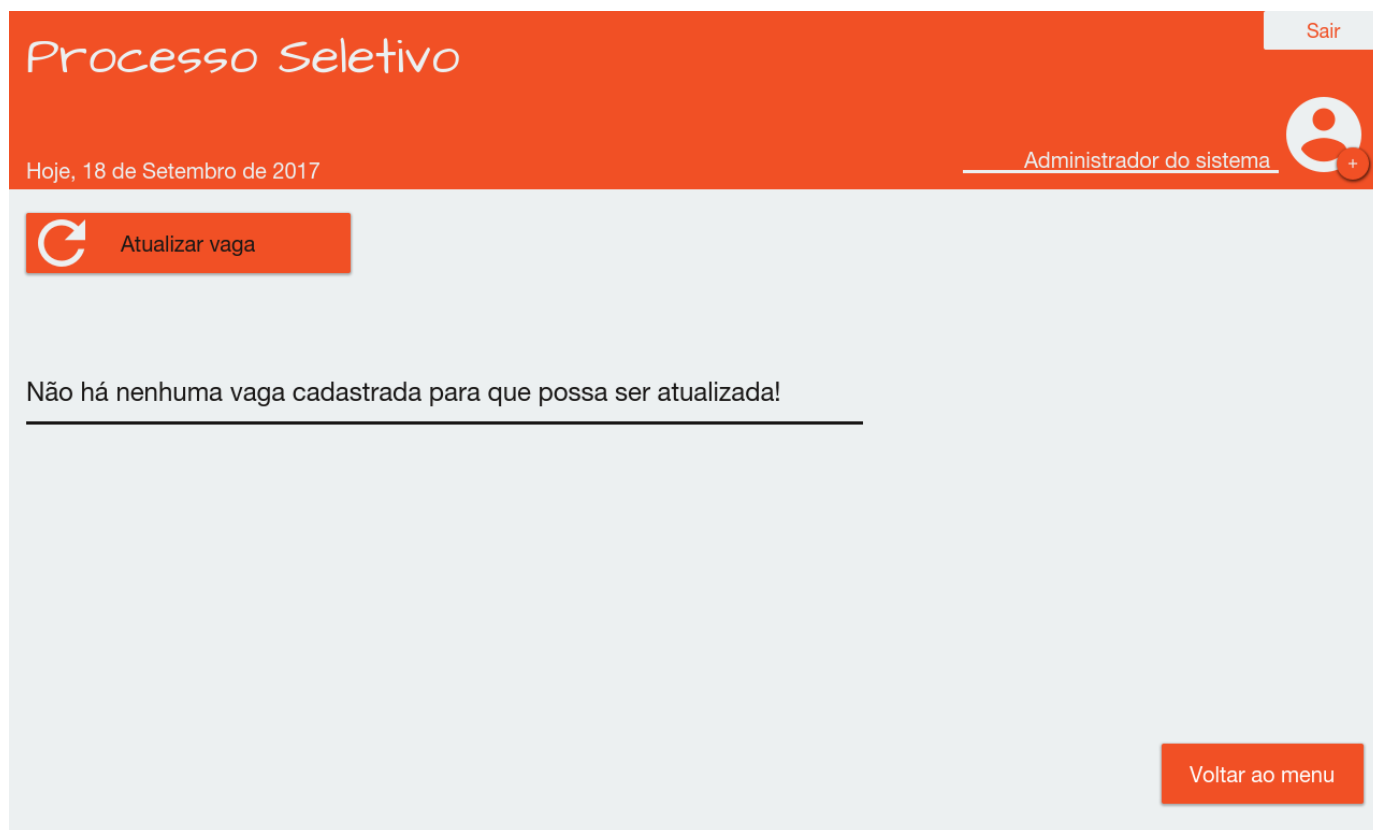 Sair
Processo Seletivo
Administrador do sistema
+
Hoje, 18 de Setembro de 2017
Atualizar vaga
Não há nenhuma vaga cadastrada para que possa ser atualizada!
Voltar ao menu